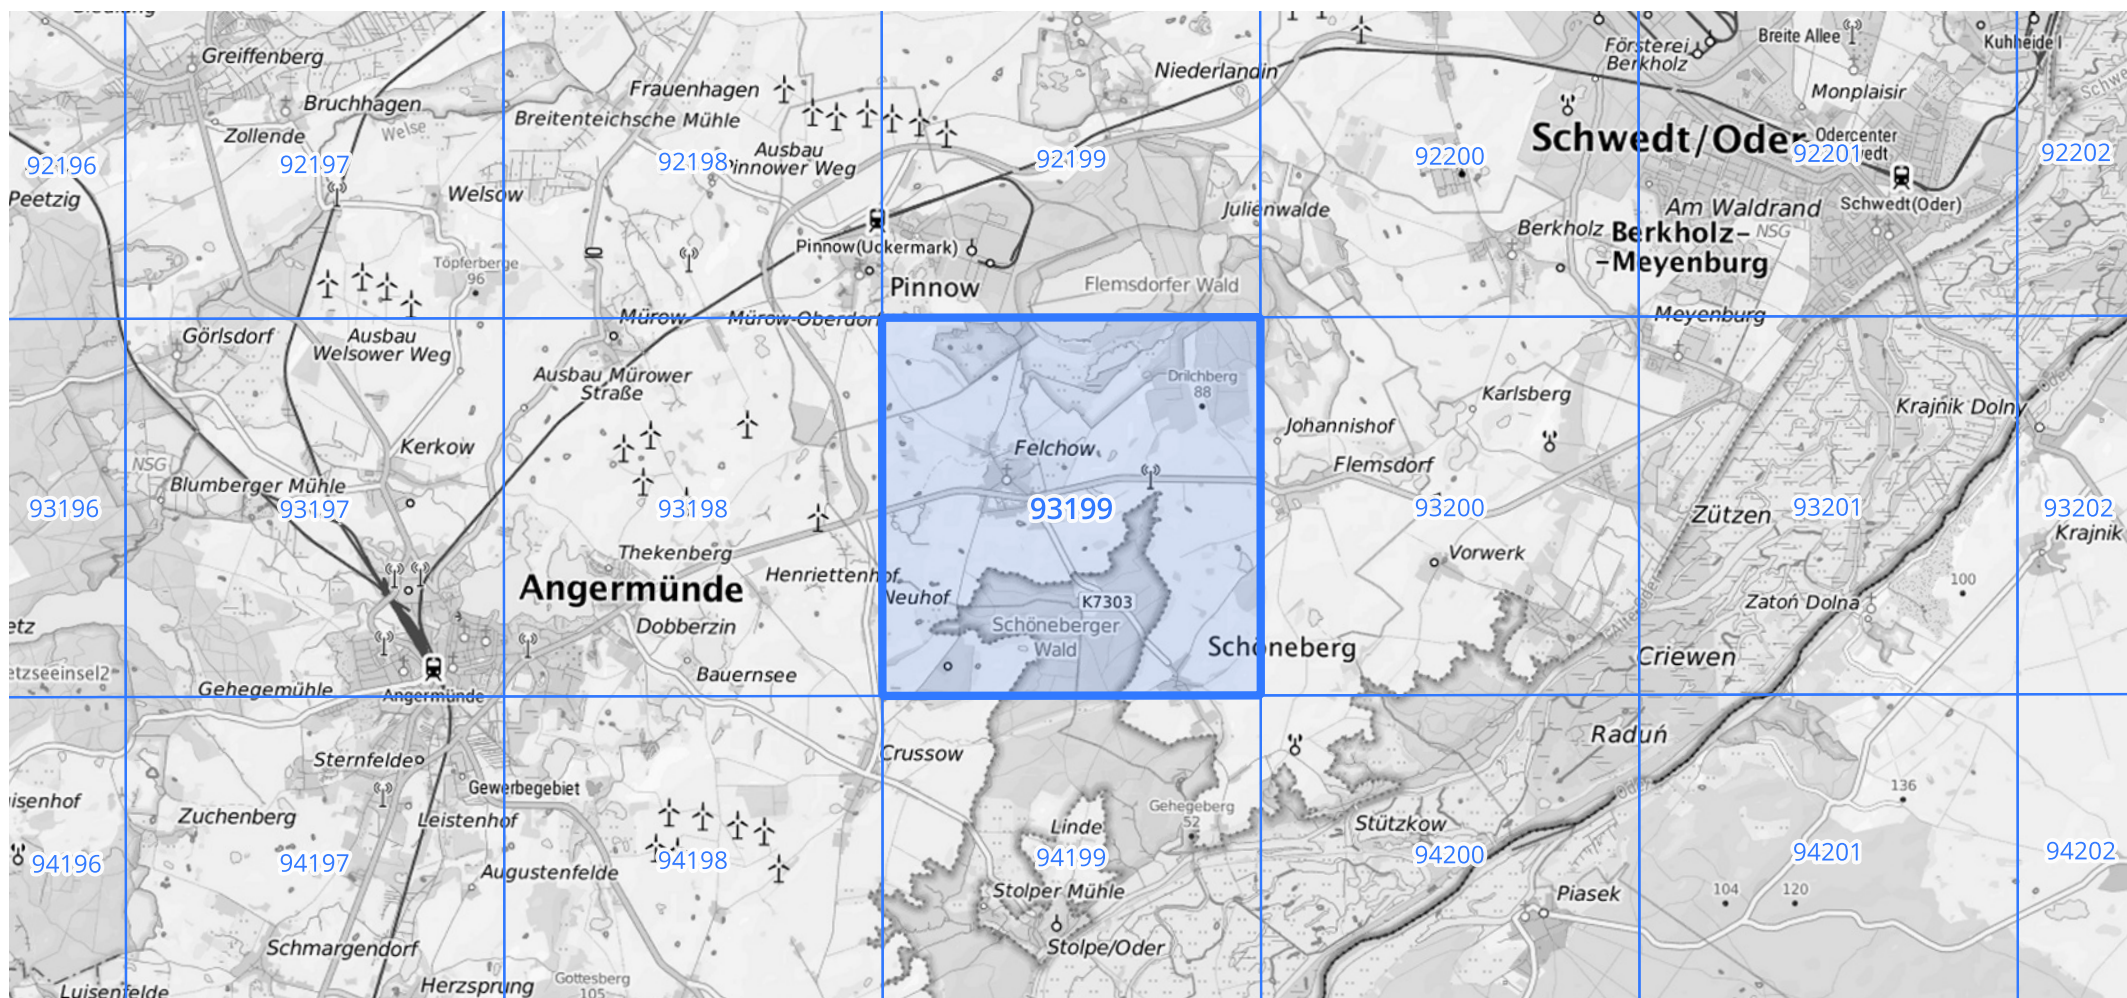 Greiffenberg
Bruchhagen
Zollende
Welse
92196
92197
Peetzig
Welsow
Töpferberge
96
Frauenhagen
Breitenteichsche Mühle
Ausbau
Pinnower Weg
92198
Pinnow(Uckermark)
Pinnow
Niederlandin
92199
Julienwalde
Flemsdorfer Wald
Försterei
Berkholz
Breite Allee
Kuhheide I
Monplaisir
Schwedt/Oder
Odercenter
92200
92201
92202
Schwedt(Oder)
Am Waldrand
NSG
Berkholz
Berkholz-
-Meyenburg
Meyenburg
Görlsdorf
Ausbau
Welsower Weg
Mürow
Mürow-Oberdorf
Ausbau Mürower
Straße
Kerkow
NSG
Blumberger Mühle
93196
93197
93198
Thekenberg
Angermünde
Henriettenhof
Dobberzin
Bauernsee
Gehegemühle
Angermünde
Drilchberg
88
Felchow
93199
Neuhof
K7303
Schöneberger
Wald
Schöneberg
Johannishof
Karlsberg
Flemsdorf
93200
Vorwerk
Krajnik Dolny
Oder
Zützen
93201
93202
Krajnik
100
Zatoń Dolna
Alte Oder
Criewen
Sternfelde
Gewerbegebiet
Zuchenberg
Leistenhof
94196
94197
Augustenfelde
94198
Schmargendorf
Herzsprung
Luisenfelde
Gottesberg
105
Crussow
Gehegeberg
52
Linde
94199
Stolper Mühle
Stolpe/Oder
Raduń
Oder
136
Stützkow
94200
94201
94202
Piasek
104
120